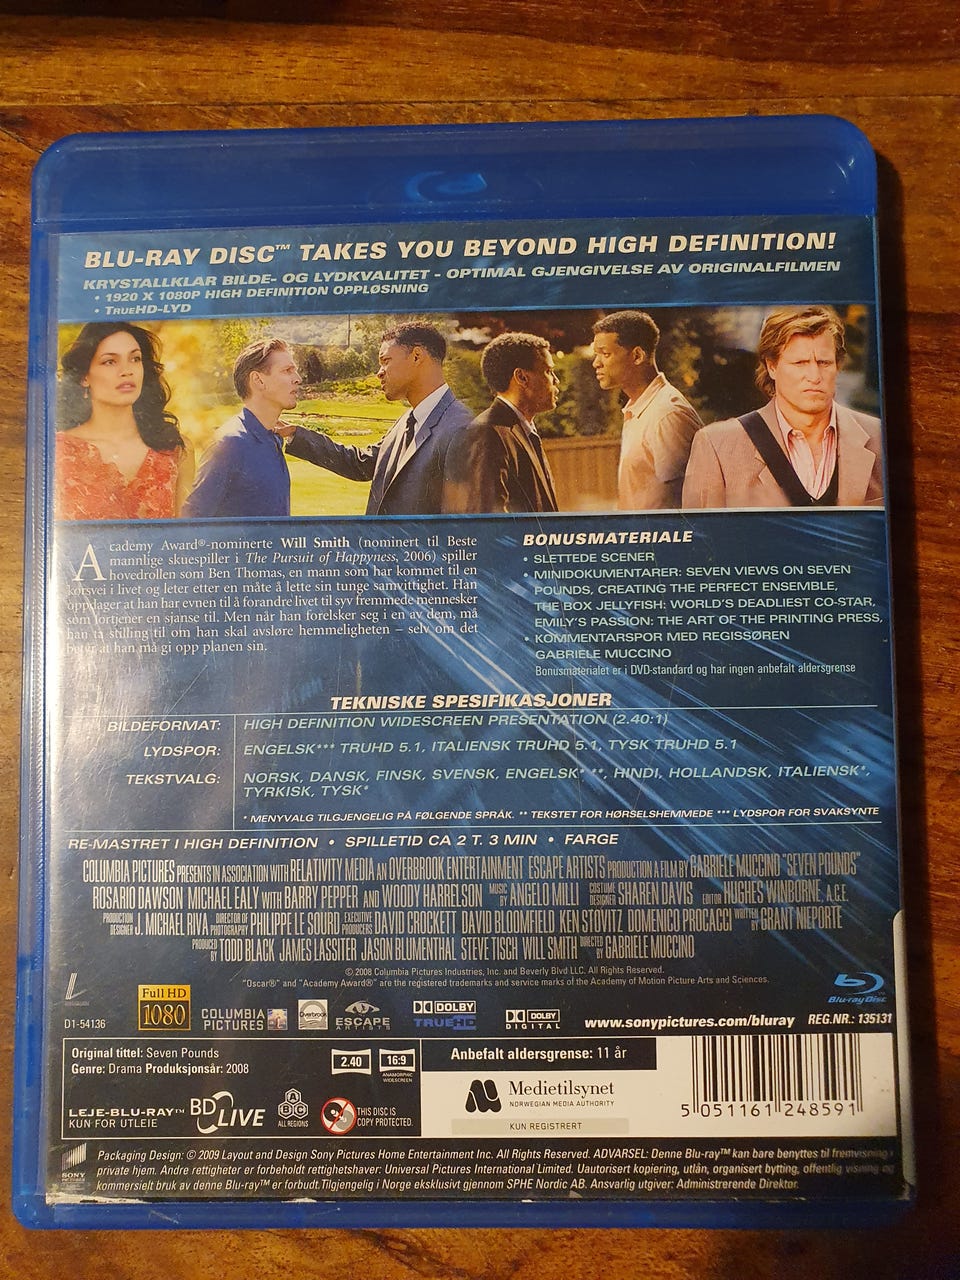 BLU-RAY DISC™ TAKES YOU BEYOND HIGH DEFINITION!
KRYSTALLKLAR BILDE- OG LYDKVALITET - OPTIMAL GJENGIVELSE AV ORIGINALFILMEN
• 1920 X 1080P HIGH DEFINITION OPPLØSNING
• TRUEHD-LYD
Academy Award®-nominerte Will Smith (nominert til Beste
mannlige skuespiller i The Pursuit of Happyness, 2006) spiller
hovedrollen som Ben Thomas, en mann som har kommet til en
korsvei i livet og leter etter en måte å lette sin tunge samvittighet. Han
oppdager at han har evnen til å forandre livet til syv fremmede mennesker
som fortjener en sjanse til. Men når han forelsker seg i en av dem, må
han ta stilling til om han skal avsløre hemmeligheten – selv om det
betyr at han må gi opp planen sin.
BONUSMATERIALE
• SLETTEDE SCENER
• MINIDOKUMENTARER: SEVEN VIEWS ON SEVEN
POUNDS, CREATING THE PERFECT ENSEMBLE,
THE BOX JELLYFISH: WORLD'S DEADLIEST CO-STAR,
EMILY'S PASSION: THE ART OF THE PRINTING PRESS,
• KOMMENTARSPOR MED REGISSØREN
GABRIELE MUCCINO
Bonusmaterialet er i DVD-standard og har ingen anbefalt aldersgrense
TEKNISKE SPESIFIKASJONER
BILDEFORMAT: HIGH DEFINITION WIDESCREEN PRESENTATION (2.40:1)
LYDSPOR: ENGELSK*** TRUHD 5.1, ITALIENSK TRUHD 5.1, TYSK TRUHD 5.1
TEKSTVALG: NORSK, DANSK, FINSK, SVENSK, ENGELSK* **, HINDI, HOLLANDSK, ITALIENSK*,
TYRKISK, TYSK*
* MENYVALG TILGJENGELIG PÅ FØLGENDE SPRÅK. ** TEKSTET FOR HØRSELSHEMMEDE *** LYDSPOR FOR SVAKSYNTE
RE-MASTRET I HIGH DEFINITION • SPILLETID CA 2 T. 3 MIN • FARGE
COLUMBIA PICTURES PRESENTS IN ASSOCIATION WITH RELATIVITY MEDIA AN OVERBROOK ENTERTAINMENT ESCAPE ARTISTS PRODUCTION A FILM BY GABRIELE MUCCINO "SEVEN POUNDS"
ROSARIO DAWSON MICHAEL EALY WITH BARRY PEPPER AND WOODY HARRELSON MUSIC BY ANGELO MILLI COSTUME DESIGNER SHAREN DAVIS EDITOR HUGHES WINBORNE, A.C.E.
PRODUCTION DESIGNER J. MICHAEL RIVA DIRECTOR OF PHOTOGRAPHY PHILIPPE LE SOURD EXECUTIVE PRODUCERS DAVID CROCKETT DAVID BLOOMFIELD KEN STOVITZ DOMENICO PROCACCI WRITTEN BY GRANT NIEPORTE
PRODUCED BY TODD BLACK JAMES LASSITER JASON BLUMENTHAL STEVE TISCH WILL SMITH DIRECTED BY GABRIELE MUCCINO
© 2008 Columbia Pictures Industries, Inc. and Beverly Blvd LLC. All Rights Reserved.
"Oscar®" and "Academy Award®" are the registered trademarks and service marks of the Academy of Motion Picture Arts and Sciences.
L
D1-54136
Full HD
1080
COLUMBIA
PICTURES
Overbrook
ESCAPE
ARTISTS
DOLBY
TRUEHD
DOLBY
DIGITAL
www.sonypictures.com/bluray
Blu-ray Disc
REG.NR.: 135131
Original tittel: Seven Pounds
Genre: Drama Produksjonsår: 2008
2.40
16:9
ANAMORPHIC
WIDESCREEN
LEJE-BLU-RAY™
KUN FOR UTLEIE
BD LIVE
A B C
ALL REGIONS
THIS DISC IS
COPY PROTECTED.
Anbefalt aldersgrense: 11 år
Medietilsynet
NORWEGIAN MEDIA AUTHORITY
KUN REGISTRERT
5 051161 248591
SONY
PICTURES
Packaging Design: © 2009 Layout and Design Sony Pictures Home Entertainment Inc. All Rights Reserved. ADVARSEL: Denne Blu-ray™ kan bare benyttes til fremvisning i
private hjem. Andre rettigheter er forbeholdt rettighetshaver: Universal Pictures International Limited. Uautorisert kopiering, utlån, organisert bytting, offentlig visning og
kommersielt bruk av denne Blu-ray™ er forbudt.Tilgjengelig i Norge eksklusivt gjennom SPHE Nordic AB. Ansvarlig utgiver: Administrerende Direktør.